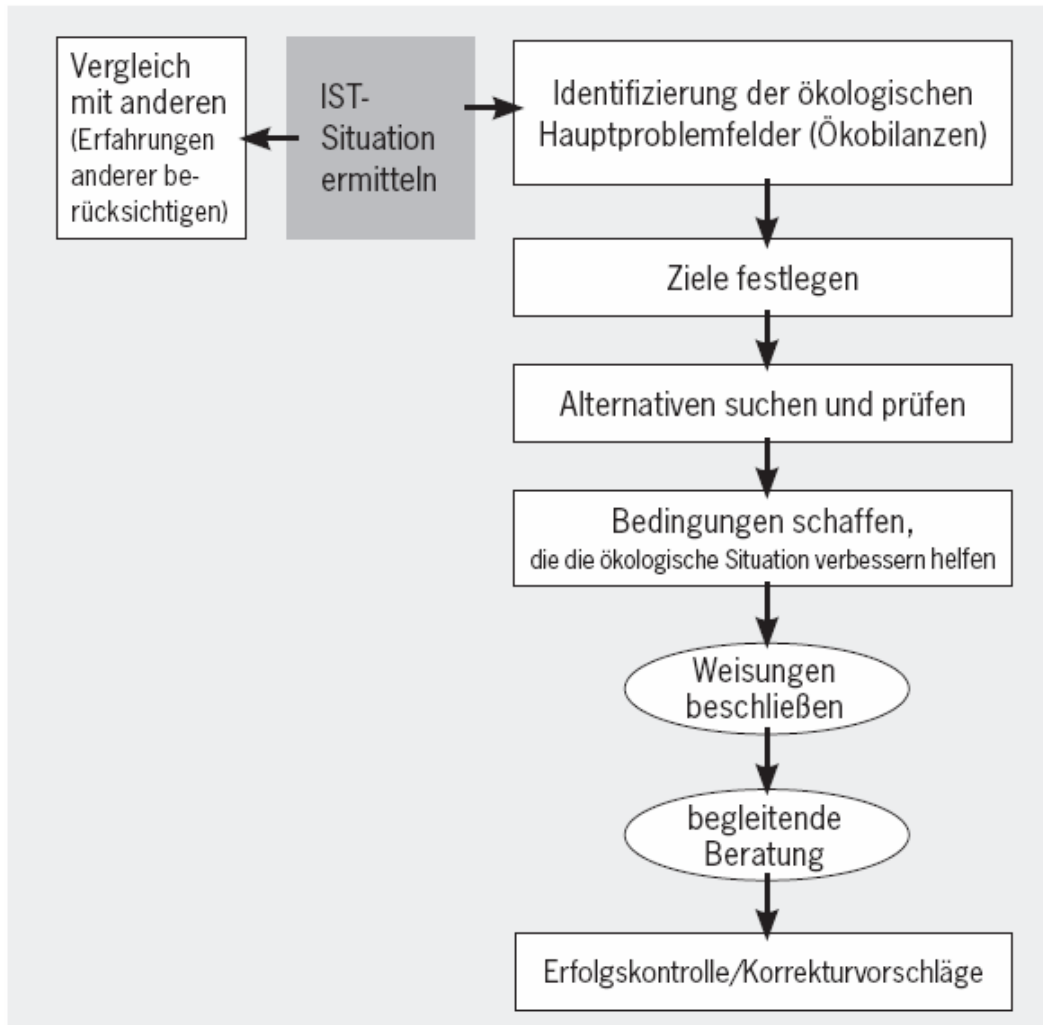 Vergleich
mit anderen
(Erfahrungen
anderer be-
rücksichtigen)
IST-
Situation
ermitteln
Identifizierung der ökologischen
Hauptproblemfelder (Ökobilanzen)
Ziele festlegen
Alternativen suchen und prüfen
Bedingungen schaffen,
die die ökologische Situation verbessern helfen
Weisungen
beschließen
begleitende
Beratung
Erfolgskontrolle/Korrekturvorschläge